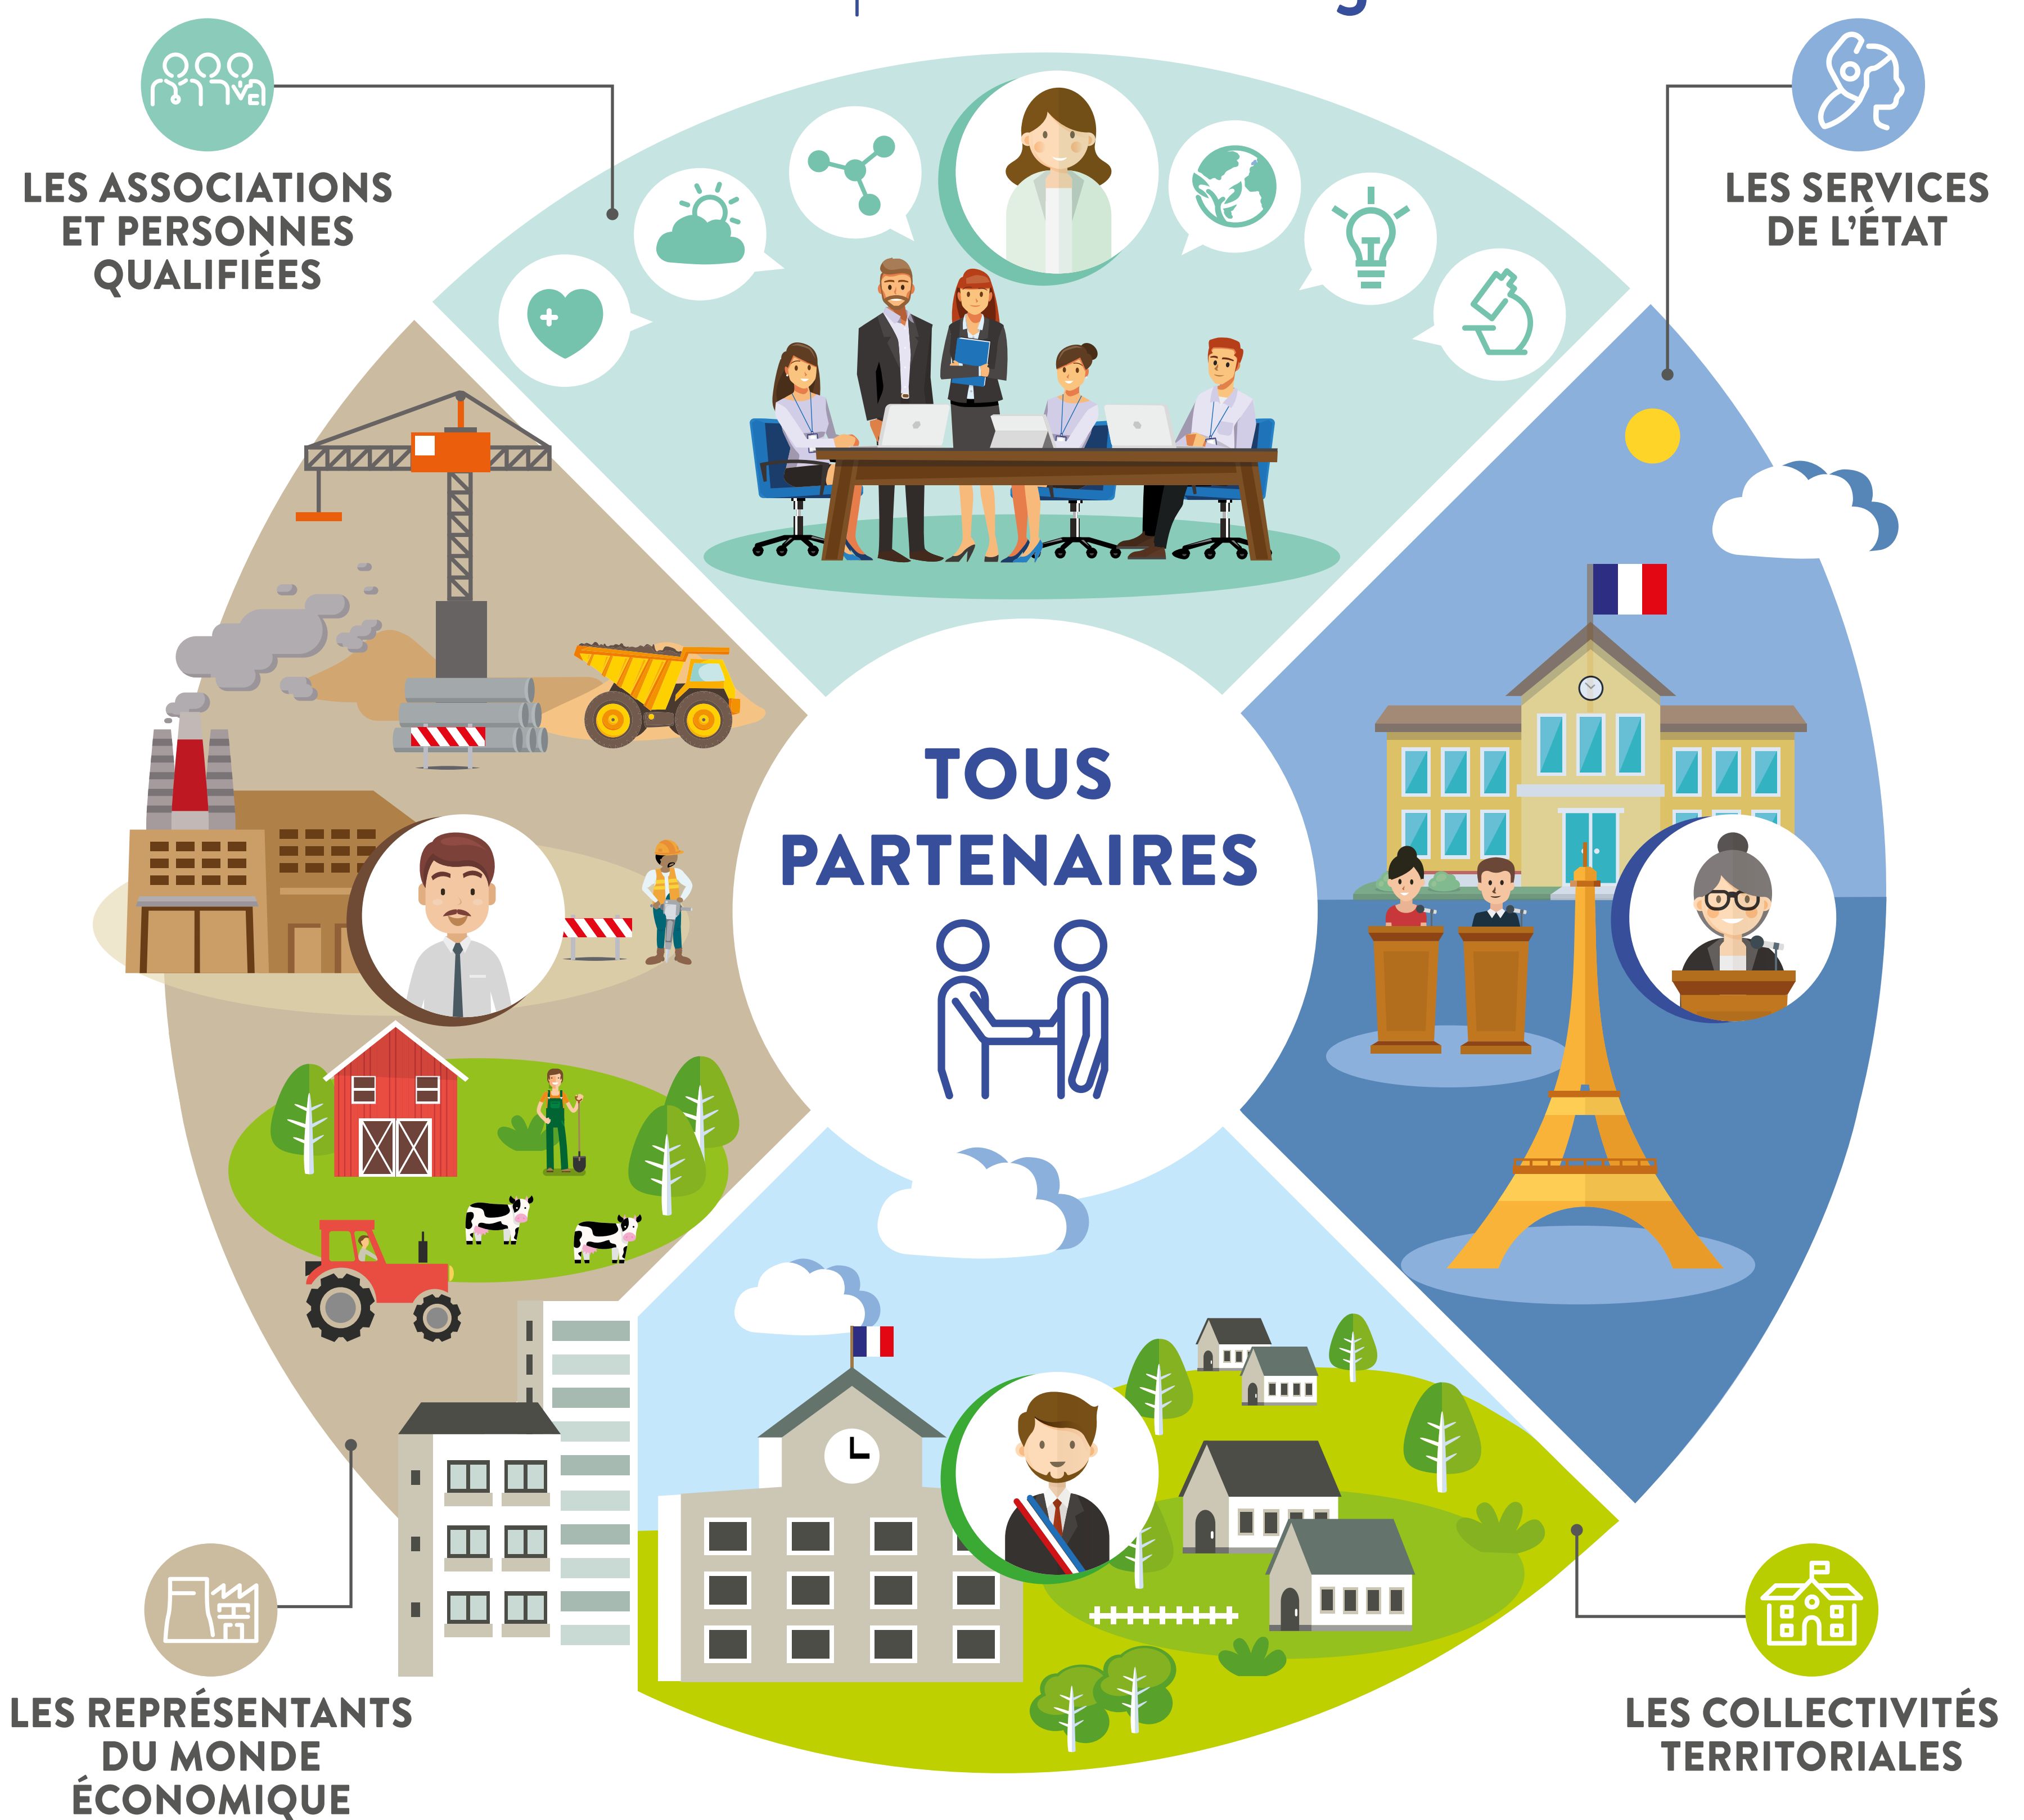 LES ASSOCIATIONS
ET PERSONNES
QUALIFIÉES
LES SERVICES
DE L'ÉTAT
TOUS
PARTENAIRES
LES REPRÉSENTANTS
DU MONDE
ÉCONOMIQUE
LES COLLECTIVITÉS
TERRITORIALES